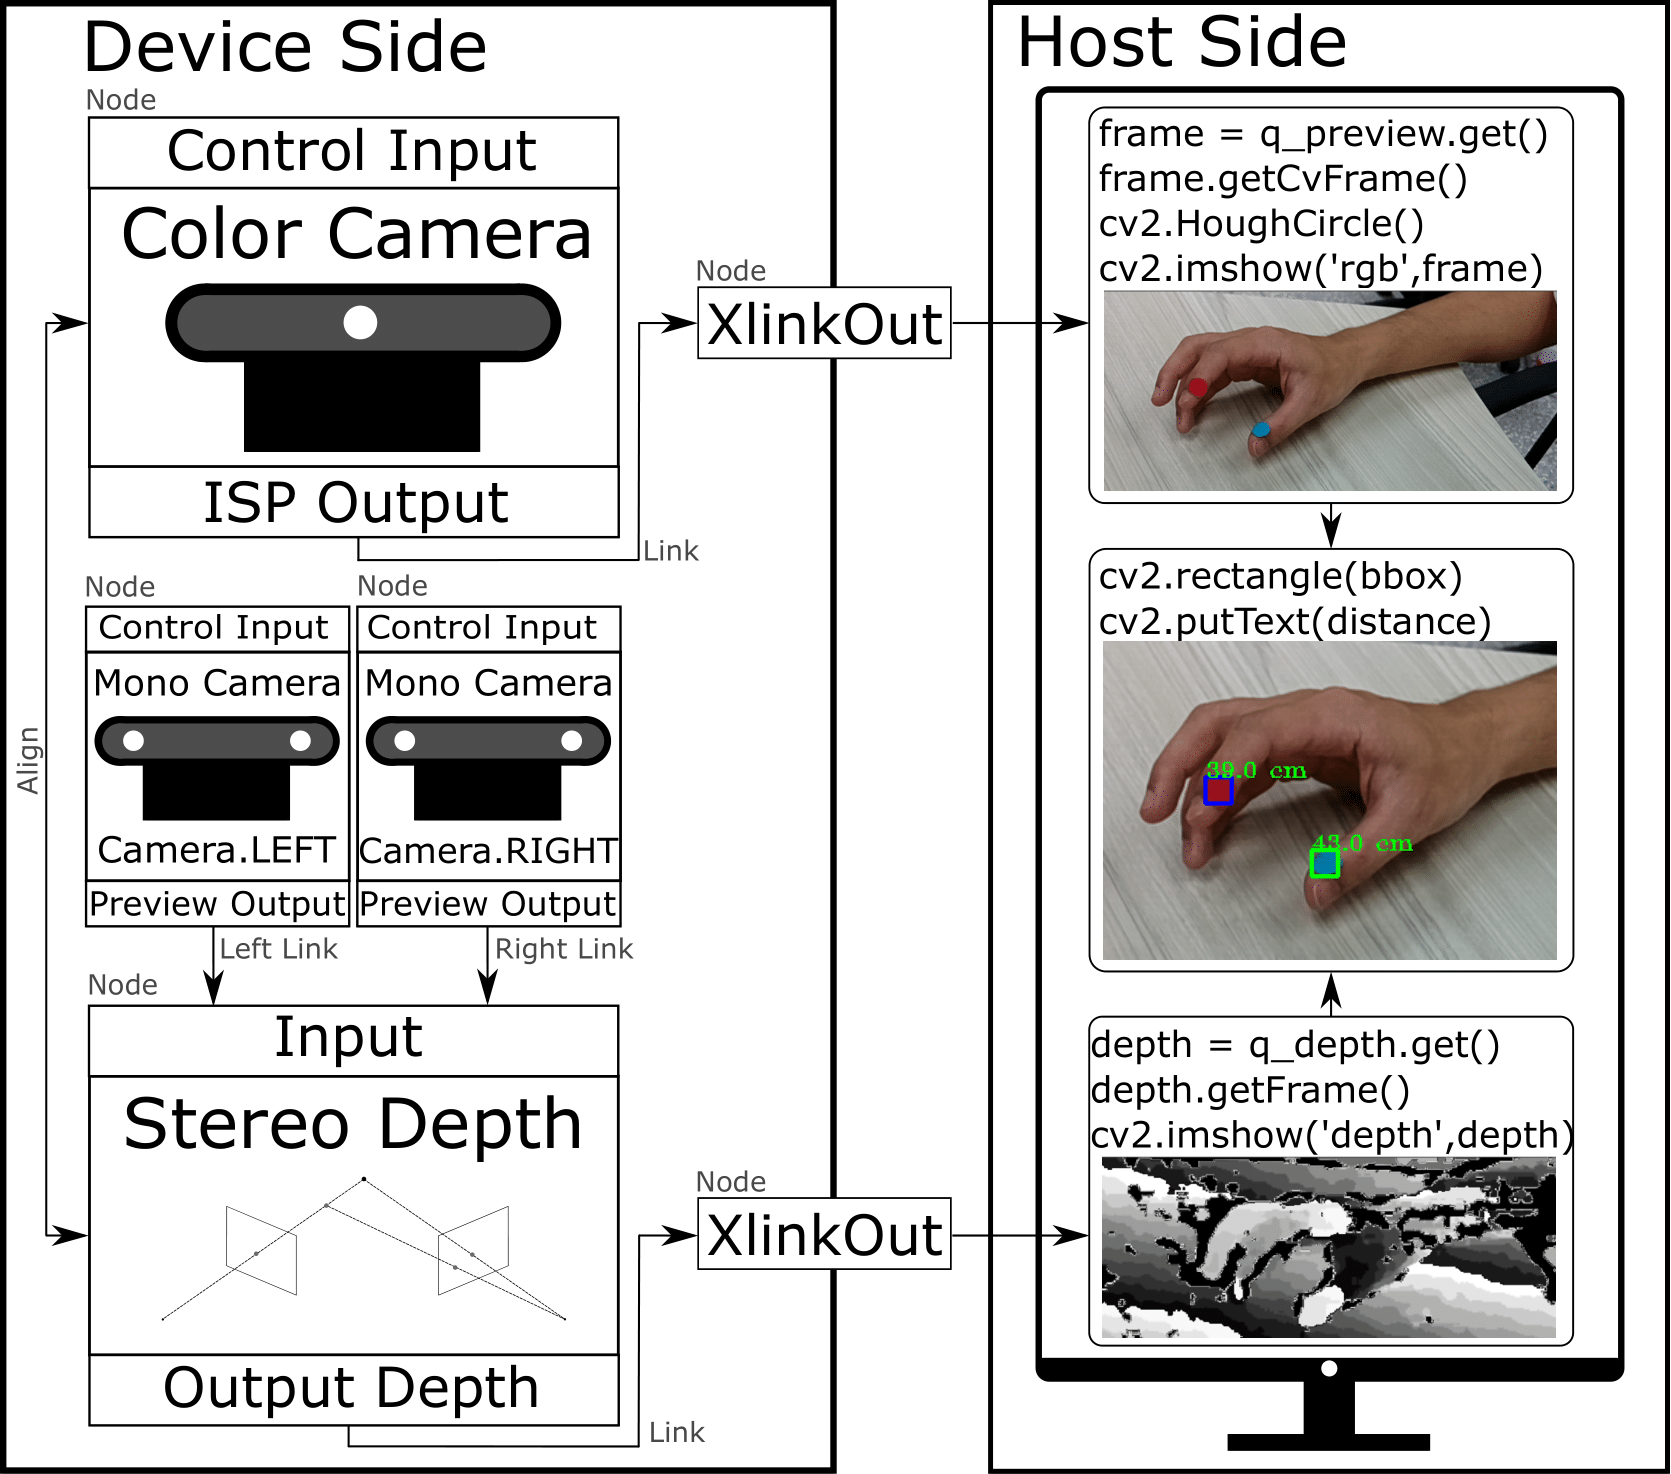 Device Side
Node
Control Input
Color Camera
ISP Output
Link
Node
XlinkOut
Align
Node
Control Input
Mono Camera
Camera.LEFT
Preview Output
Left Link
Node
Control Input
Mono Camera
Camera.RIGHT
Preview Output
Right Link
Node
Input
Stereo Depth
Output Depth
Link
Node
XlinkOut
Host Side
frame = q_preview.get()
frame.getCvFrame()
cv2.HoughCircle()
cv2.imshow('rgb',frame)
cv2.rectangle(bbox)
cv2.putText(distance)
39.0 cm
43.0 cm
depth = q_depth.get()
depth.getFrame()
cv2.imshow('depth',depth)